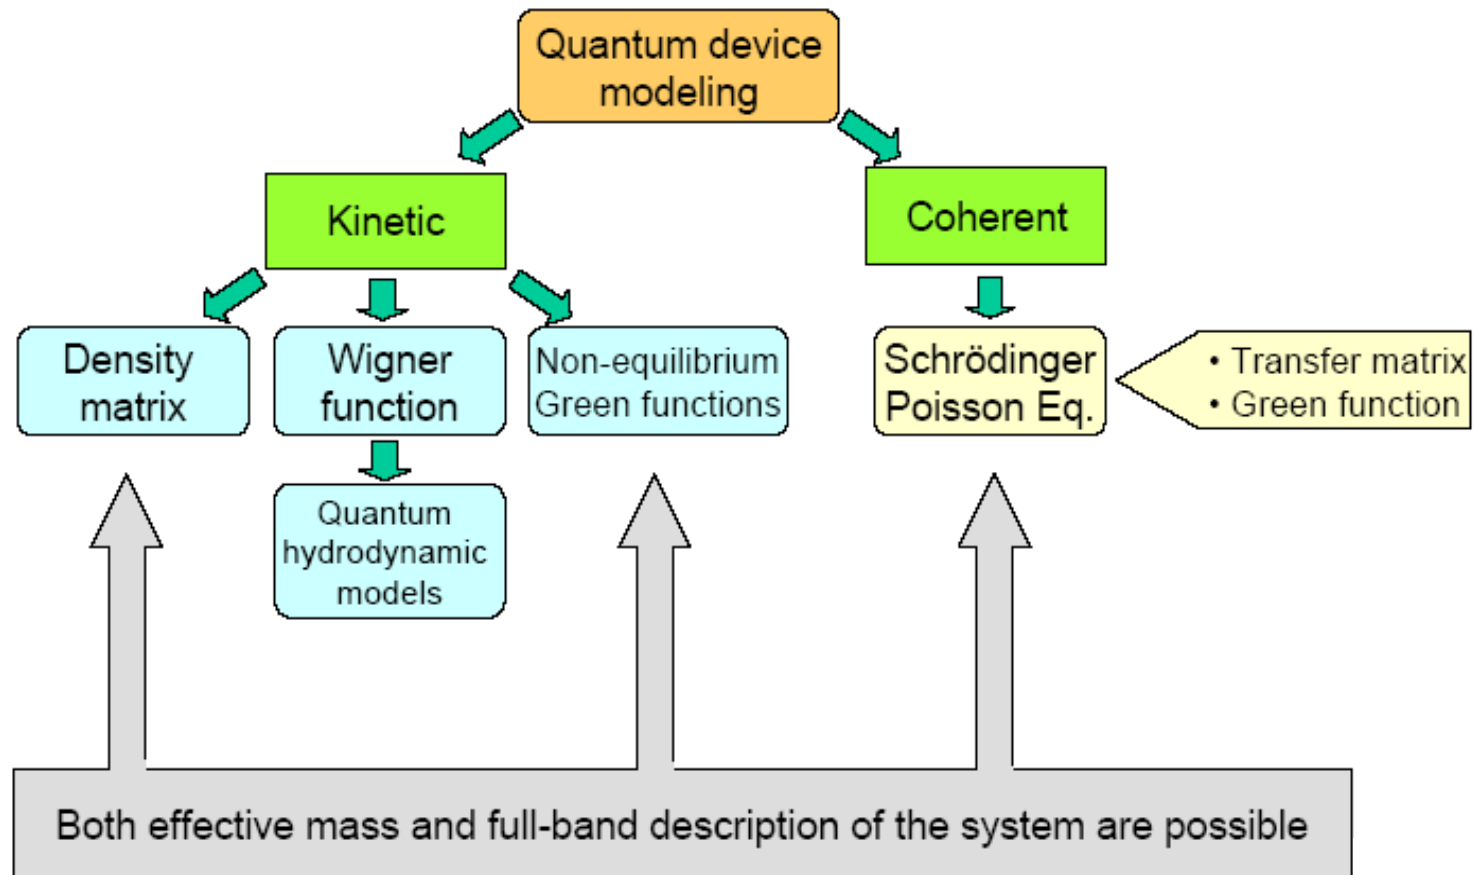 Quantum device
modeling
Kinetic
Coherent
Density
matrix
Wigner
function
Non-equilibrium
Green functions
Schrödinger
Poisson Eq.
• Transfer matrix
• Green function
Quantum
hydrodynamic
models
Both effective mass and full-band description of the system are possible